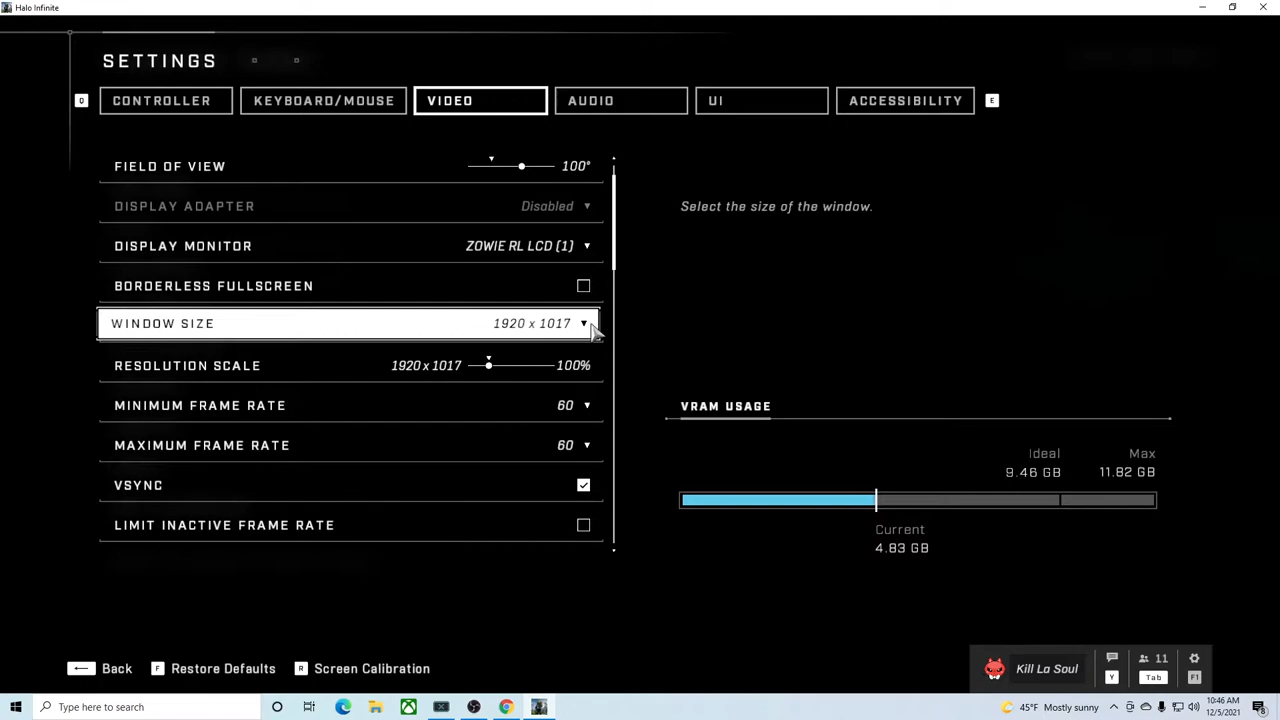 Halo Infinite
SETTINGS
Q CONTROLLER KEYBOARD/MOUSE VIDEO AUDIO UI ACCESSIBILITY E
FIELD OF VIEW 100°
DISPLAY ADAPTER Disabled
DISPLAY MONITOR ZOWIE RL LCD (1)
BORDERLESS FULLSCREEN
WINDOW SIZE 1920 x 1017
RESOLUTION SCALE 1920 x 1017 100%
MINIMUM FRAME RATE 60
MAXIMUM FRAME RATE 60
VSYNC
LIMIT INACTIVE FRAME RATE
Select the size of the window.
VRAM USAGE
Ideal Max
9.46 GB 11.82 GB
Current
4.83 GB
Back F Restore Defaults R Screen Calibration
Kill La Soul 11
Y Tab F1
Type here to search
45°F Mostly sunny
10:46 AM
12/5/2021
8